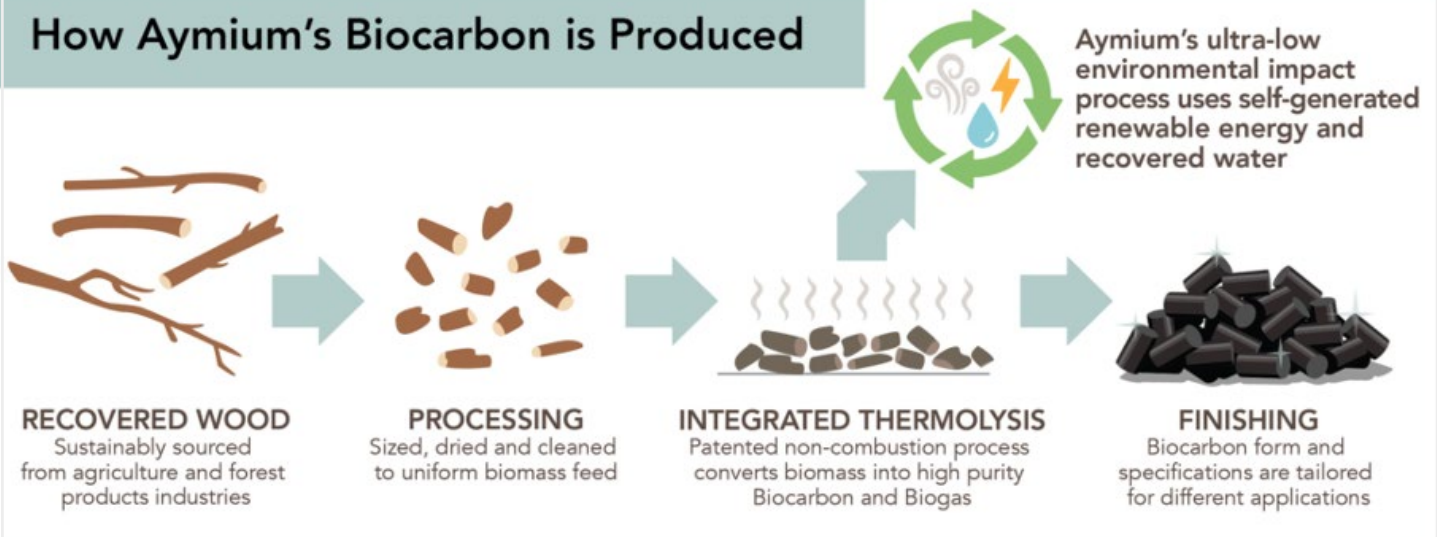 How Aymium's Biocarbon is Produced
Aymium's ultra-low
environmental impact
process uses self-generated
renewable energy and
recovered water
RECOVERED WOOD
Sustainably sourced
from agriculture and forest
products industries
PROCESSING
Sized, dried and cleaned
to uniform biomass feed
INTEGRATED THERMOLYSIS
Patented non-combustion process
converts biomass into high purity
Biocarbon and Biogas
FINISHING
Biocarbon form and
specifications are tailored
for different applications